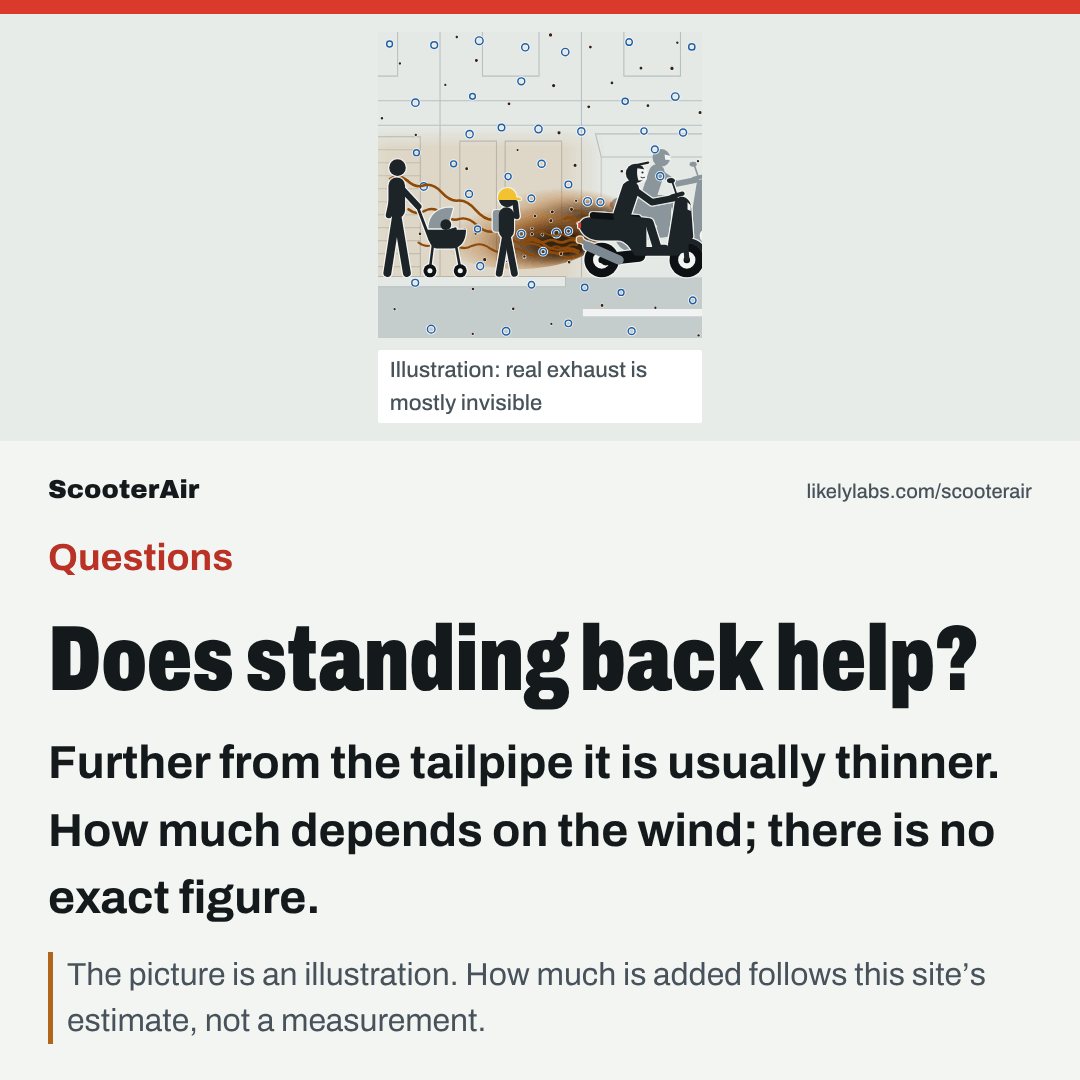 Illustration: real exhaust is
mostly invisible
ScooterAir
likelylabs.com/scooterair
Questions
Does standing back help?
Further from the tailpipe it is usually thinner.
How much depends on the wind; there is no
exact figure.
The picture is an illustration. How much is added follows this site’s
estimate, not a measurement.